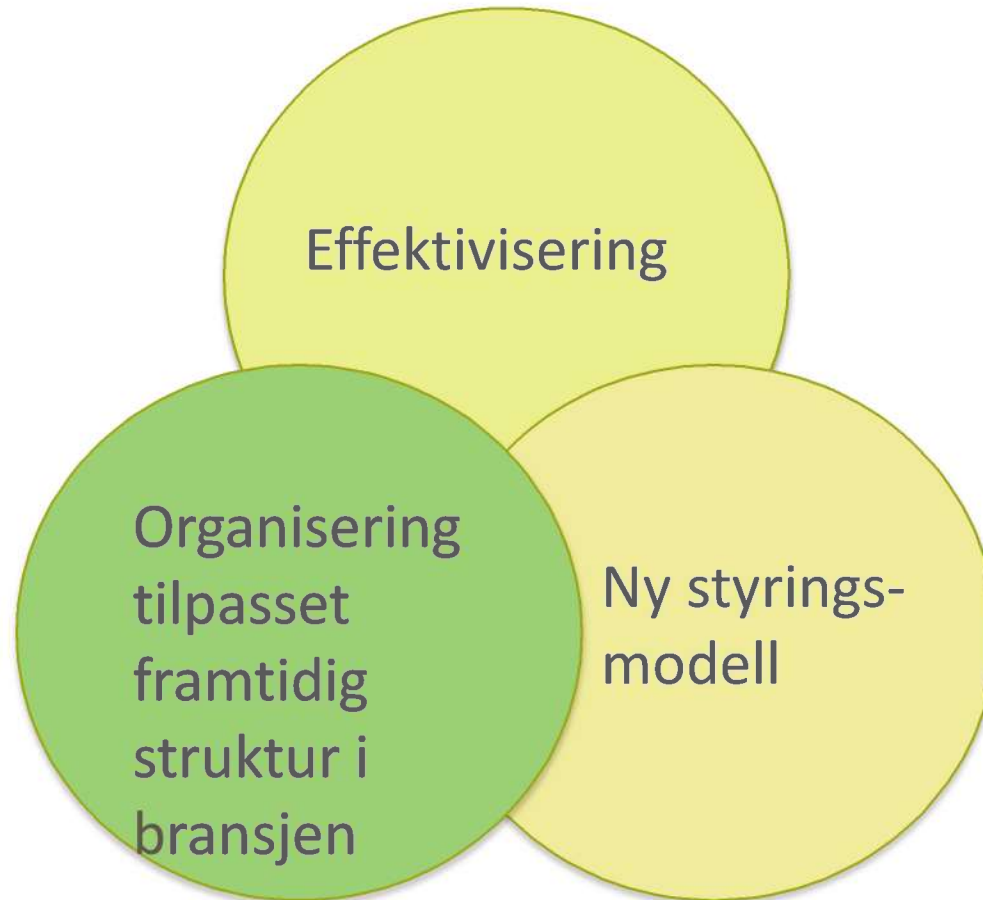 Effektivisering
Organisering
tilpasset
framtidig
struktur i
bransjen
Ny styrings-
modell